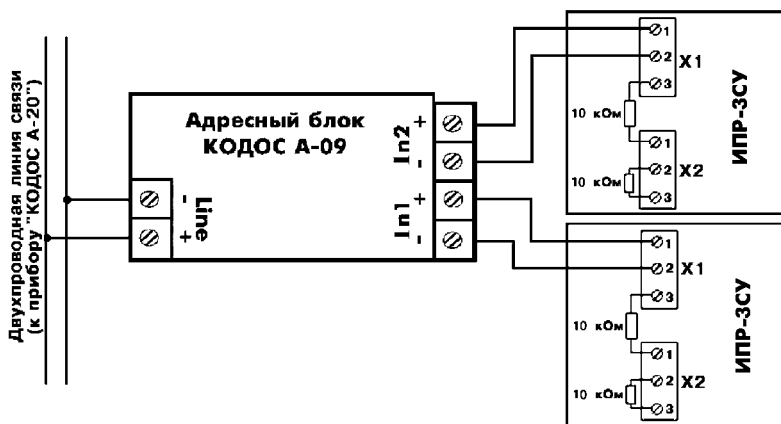 Двухпроводная линия связи
(к прибору "КОДОС А-20")
Адресный блок
КОДОС А-09
-
+
Line
In2
+
-
In1
+
-
1
2
3
X1
10 кОм
1
2
3
X2
10 кОм
ИПР-3СУ
1
2
3
X1
10 кОм
1
2
3
X2
10 кОм
ИПР-3СУ